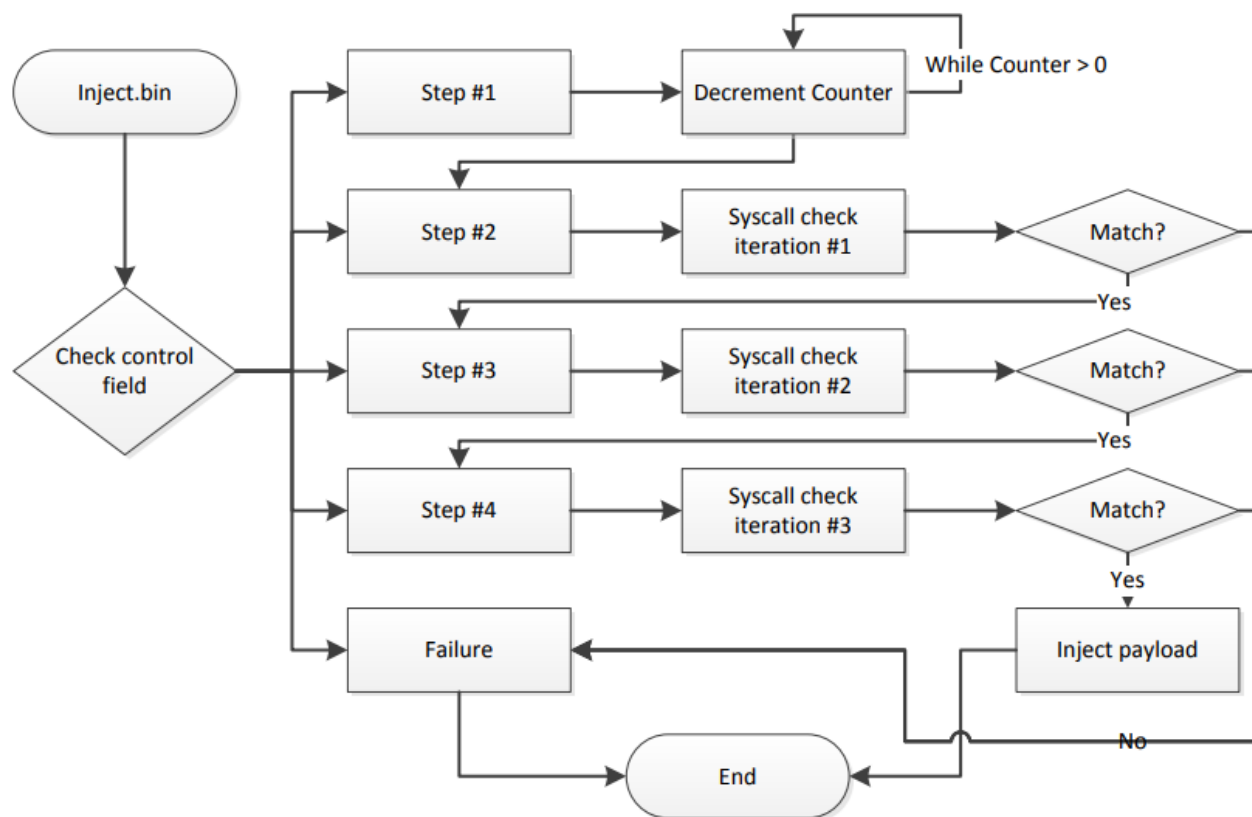 Inject.bin
Step #1
Decrement Counter
While Counter > 0
Step #2
Syscall check
iteration #1
Match?
Yes
Check control
field
Step #3
Syscall check
iteration #2
Match?
Yes
Step #4
Syscall check
iteration #3
Match?
Yes
Failure
Inject payload
No
End